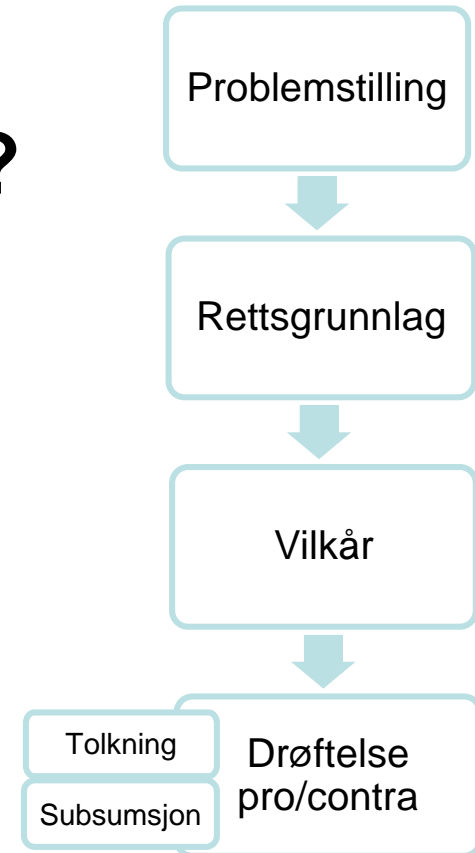 ?
Problemstilling
Rettsgrunnlag
Vilkår
Tolkning
Subsumsjon
Drøftelse
pro/contra